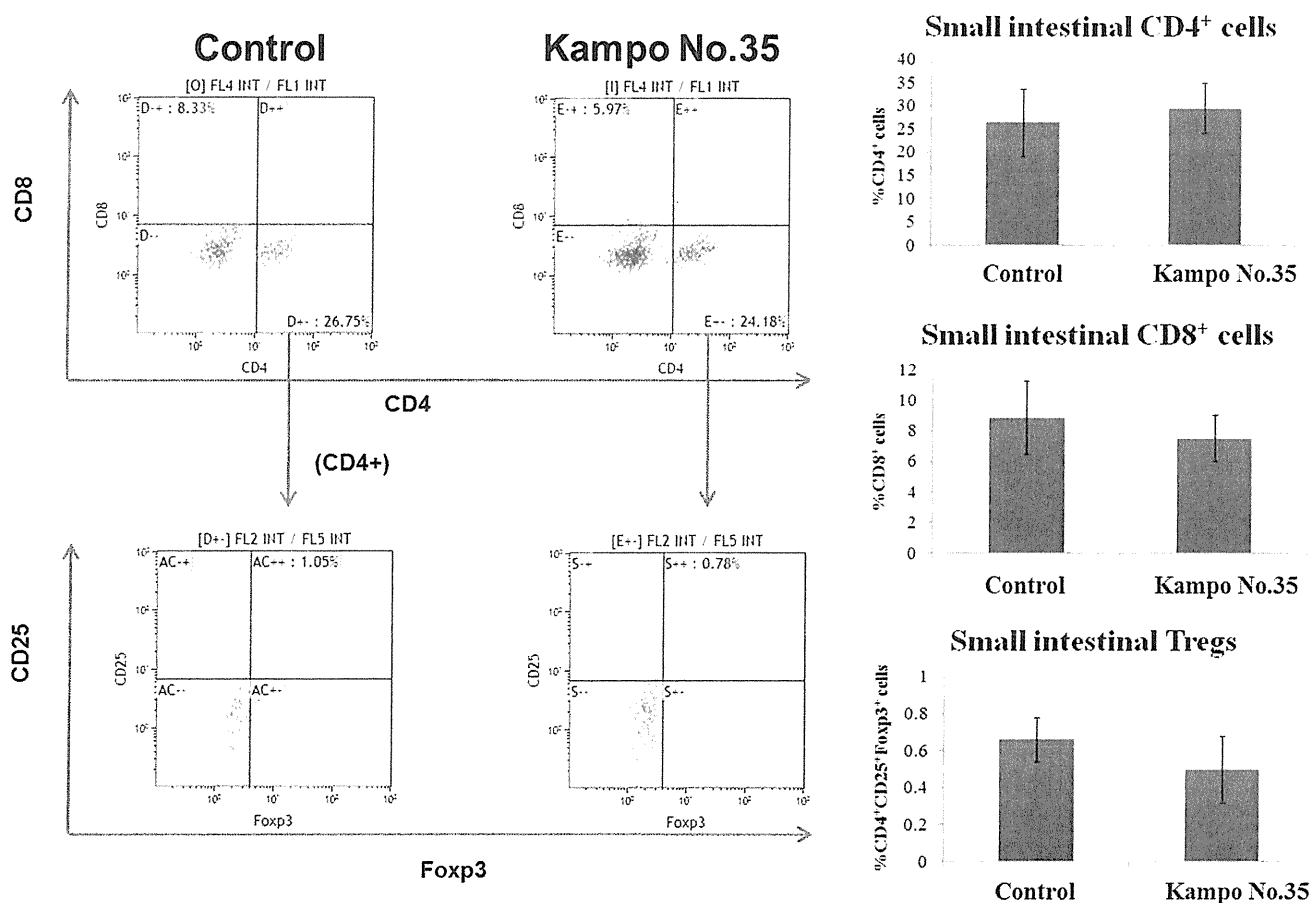 Control
Kampo No.35
[O] FL4 INT / FL1 INT
D-+ : 8.33%
D++
D--
D+- : 26.75%
CD8
CD4
[I] FL4 INT / FL1 INT
E-+ : 5.97%
E++
E--
E+- : 24.18%
CD8
CD4
CD8
CD4
(CD4+)
[D+-] FL2 INT / FL5 INT
AC-+
AC++ : 1.05%
AC--
AC+-
CD25
Foxp3
[E+-] FL2 INT / FL5 INT
S-+
S++ : 0.78%
S--
S+-
CD25
Foxp3
CD25
Foxp3
Small intestinal CD4⁺ cells
40
35
30
25
20
15
10
5
0
%CD4⁺ cells
Control
Kampo No.35
Small intestinal CD8⁺ cells
12
10
8
6
4
2
0
%CD8⁺ cells
Control
Kampo No.35
Small intestinal Tregs
1
0.8
0.6
0.4
0.2
0
%CD4⁺CD25⁺Foxp3⁺ cells
Control
Kampo No.35